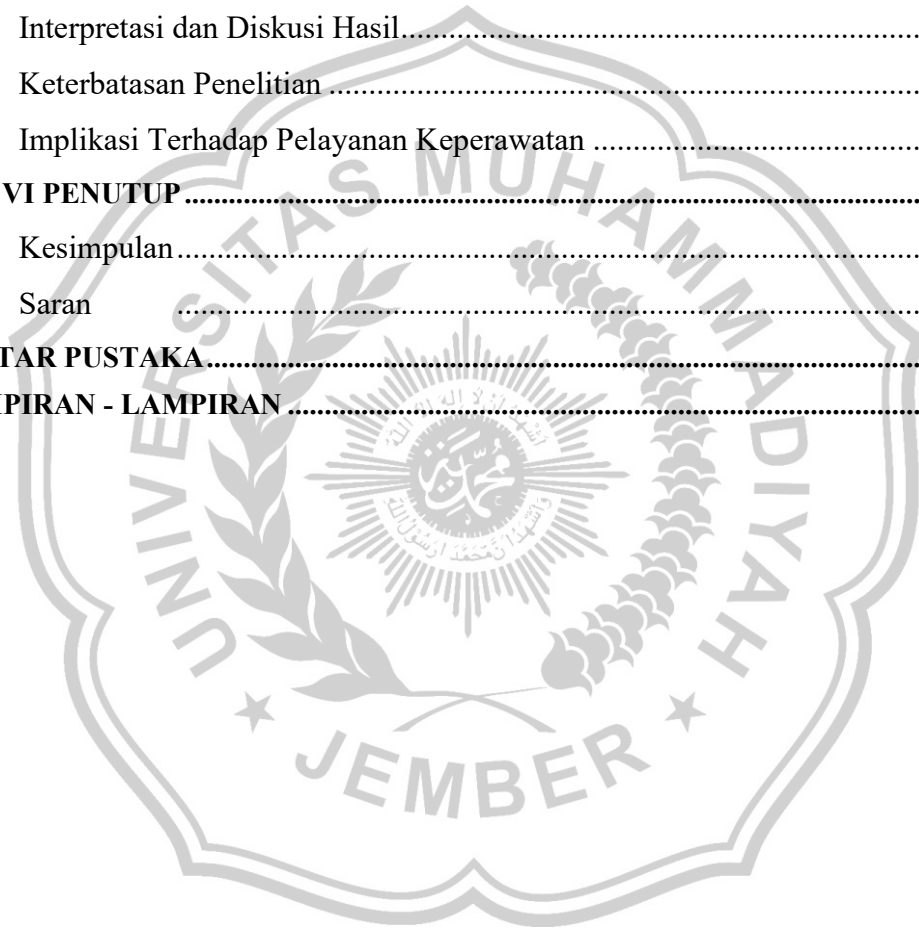 Interpretasi dan Diskusi Hasil
Keterbatasan Penelitian
Implikasi Terhadap Pelayanan Keperawatan
VI PENUTUP
Kesimpulan
Saran
TAR PUSTAKA
PIRAN - LAMPIRAN
UNIVERSITAS MUHAMMADIYAH
JEMBER